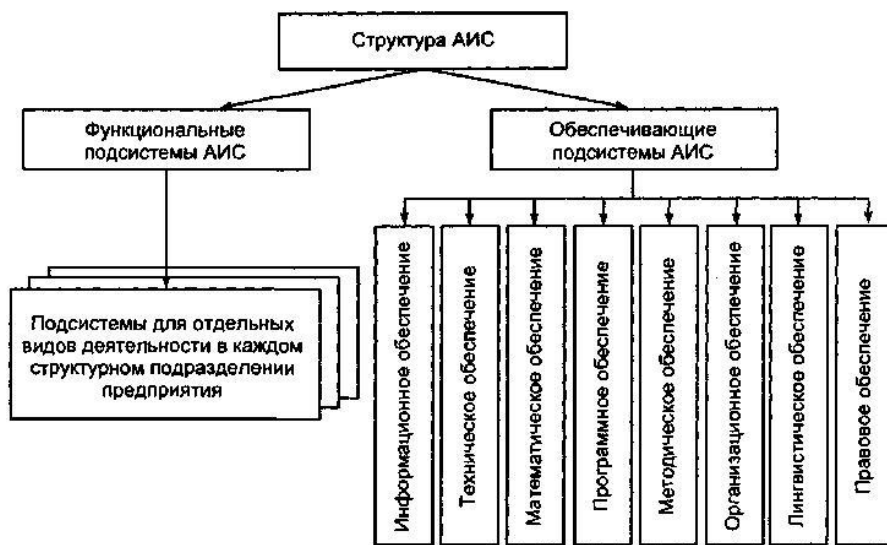 Структура АИС
Функциональные
подсистемы АИС
Обеспечивающие
подсистемы АИС
Подсистемы для отдельных
видов деятельности в каждом
структурном подразделении
предприятия
Информационное обеспечение
Техническое обеспечение
Математическое обеспечение
Программное обеспечение
Методическое обеспечение
Организационное обеспечение
Лингвистическое обеспечение
Правовое обеспечение